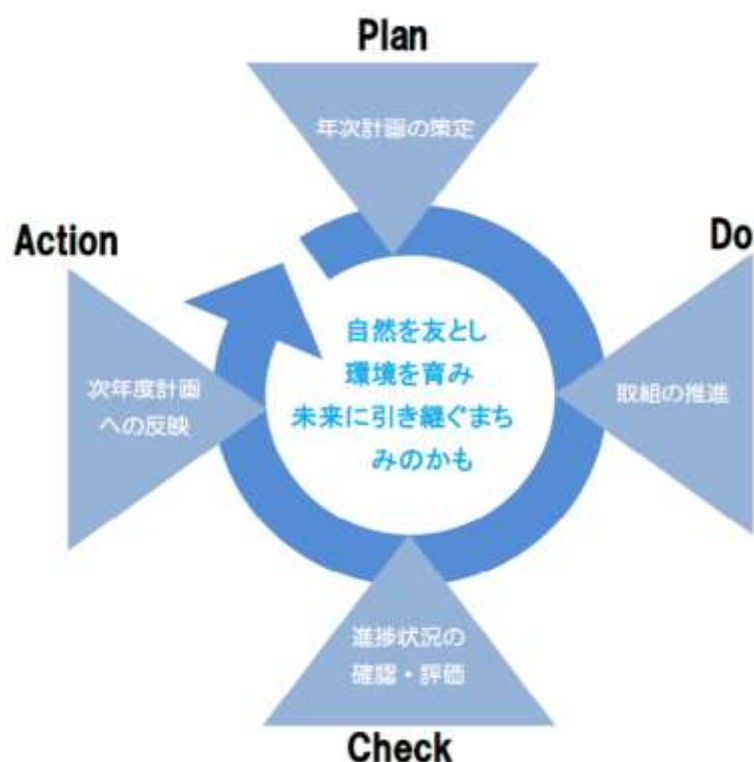 Plan
年次計画の策定
Action
Do
自然を友とし
環境を育み
未来に引き継ぐまち
みのかも
次年度計画
への反映
取組の推進
進捗状況の
確認・評価
Check